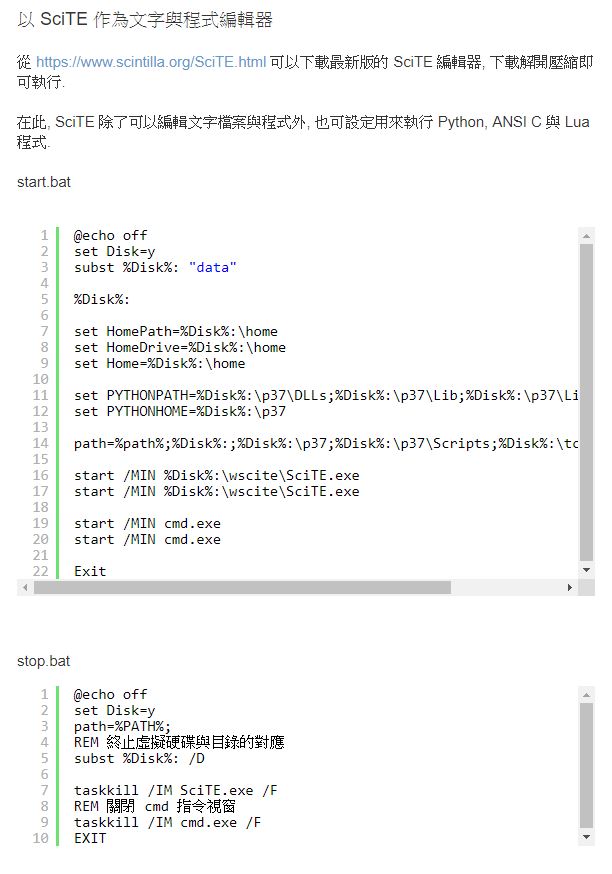 以 SciTE 作為文字與程式編輯器
從 https://www.scintilla.org/SciTE.html 可以下載最新版的 SciTE 編輯器, 下載解開壓縮即
可執行.
在此, SciTE 除了可以編輯文字檔案與程式外, 也可設定用來執行 Python, ANSI C 與 Lua
程式.
start.bat
1 @echo off
2 set Disk=y
3 subst %Disk%: "data"
4
5 %Disk%:
6
7 set HomePath=%Disk%:\home
8 set HomeDrive=%Disk%:\home
9 set Home=%Disk%:\home
10
11 set PYTHONPATH=%Disk%:\p37\DLLs;%Disk%:\p37\Lib;%Disk%:\p37\Li
12 set PYTHONHOME=%Disk%:\p37
13
14 path=%path%;%Disk%:;%Disk%:\p37;%Disk%:\p37\Scripts;%Disk%:\tc
15
16 start /MIN %Disk%:\wscite\SciTE.exe
17 start /MIN %Disk%:\wscite\SciTE.exe
18
19 start /MIN cmd.exe
20 start /MIN cmd.exe
21
22 Exit
stop.bat
1 @echo off
2 set Disk=y
3 path=%PATH%;
4 REM 終止虛擬硬碟與目錄的對應
5 subst %Disk%: /D
6
7 taskkill /IM SciTE.exe /F
8 REM 關閉 cmd 指令視窗
9 taskkill /IM cmd.exe /F
10 EXIT